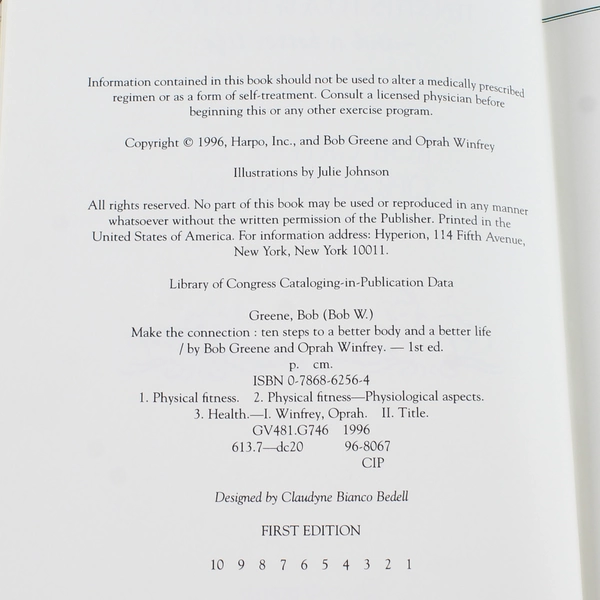 Information contained in this book should not be used to alter a medically prescribed
regimen or as a form of self-treatment. Consult a licensed physician before
beginning this or any other exercise program.
Copyright © 1996, Harpo, Inc., and Bob Greene and Oprah Winfrey
Illustrations by Julie Johnson
All rights reserved. No part of this book may be used or reproduced in any manner
whatsoever without the written permission of the Publisher. Printed in the
United States of America. For information address: Hyperion, 114 Fifth Avenue,
New York, New York 10011.
Library of Congress Cataloging-in-Publication Data
Greene, Bob (Bob W.)
Make the connection : ten steps to a better body and a better life
/ by Bob Greene and Oprah Winfrey. — 1st ed.
p. cm.
ISBN 0-7868-6256-4
1. Physical fitness. 2. Physical fitness—Physiological aspects.
3. Health.—I. Winfrey, Oprah. II. Title.
GV481.G746 1996
613.7—dc20 96-8067
CIP
Designed by Claudyne Bianco Bedell
FIRST EDITION
10 9 8 7 6 5 4 3 2 1